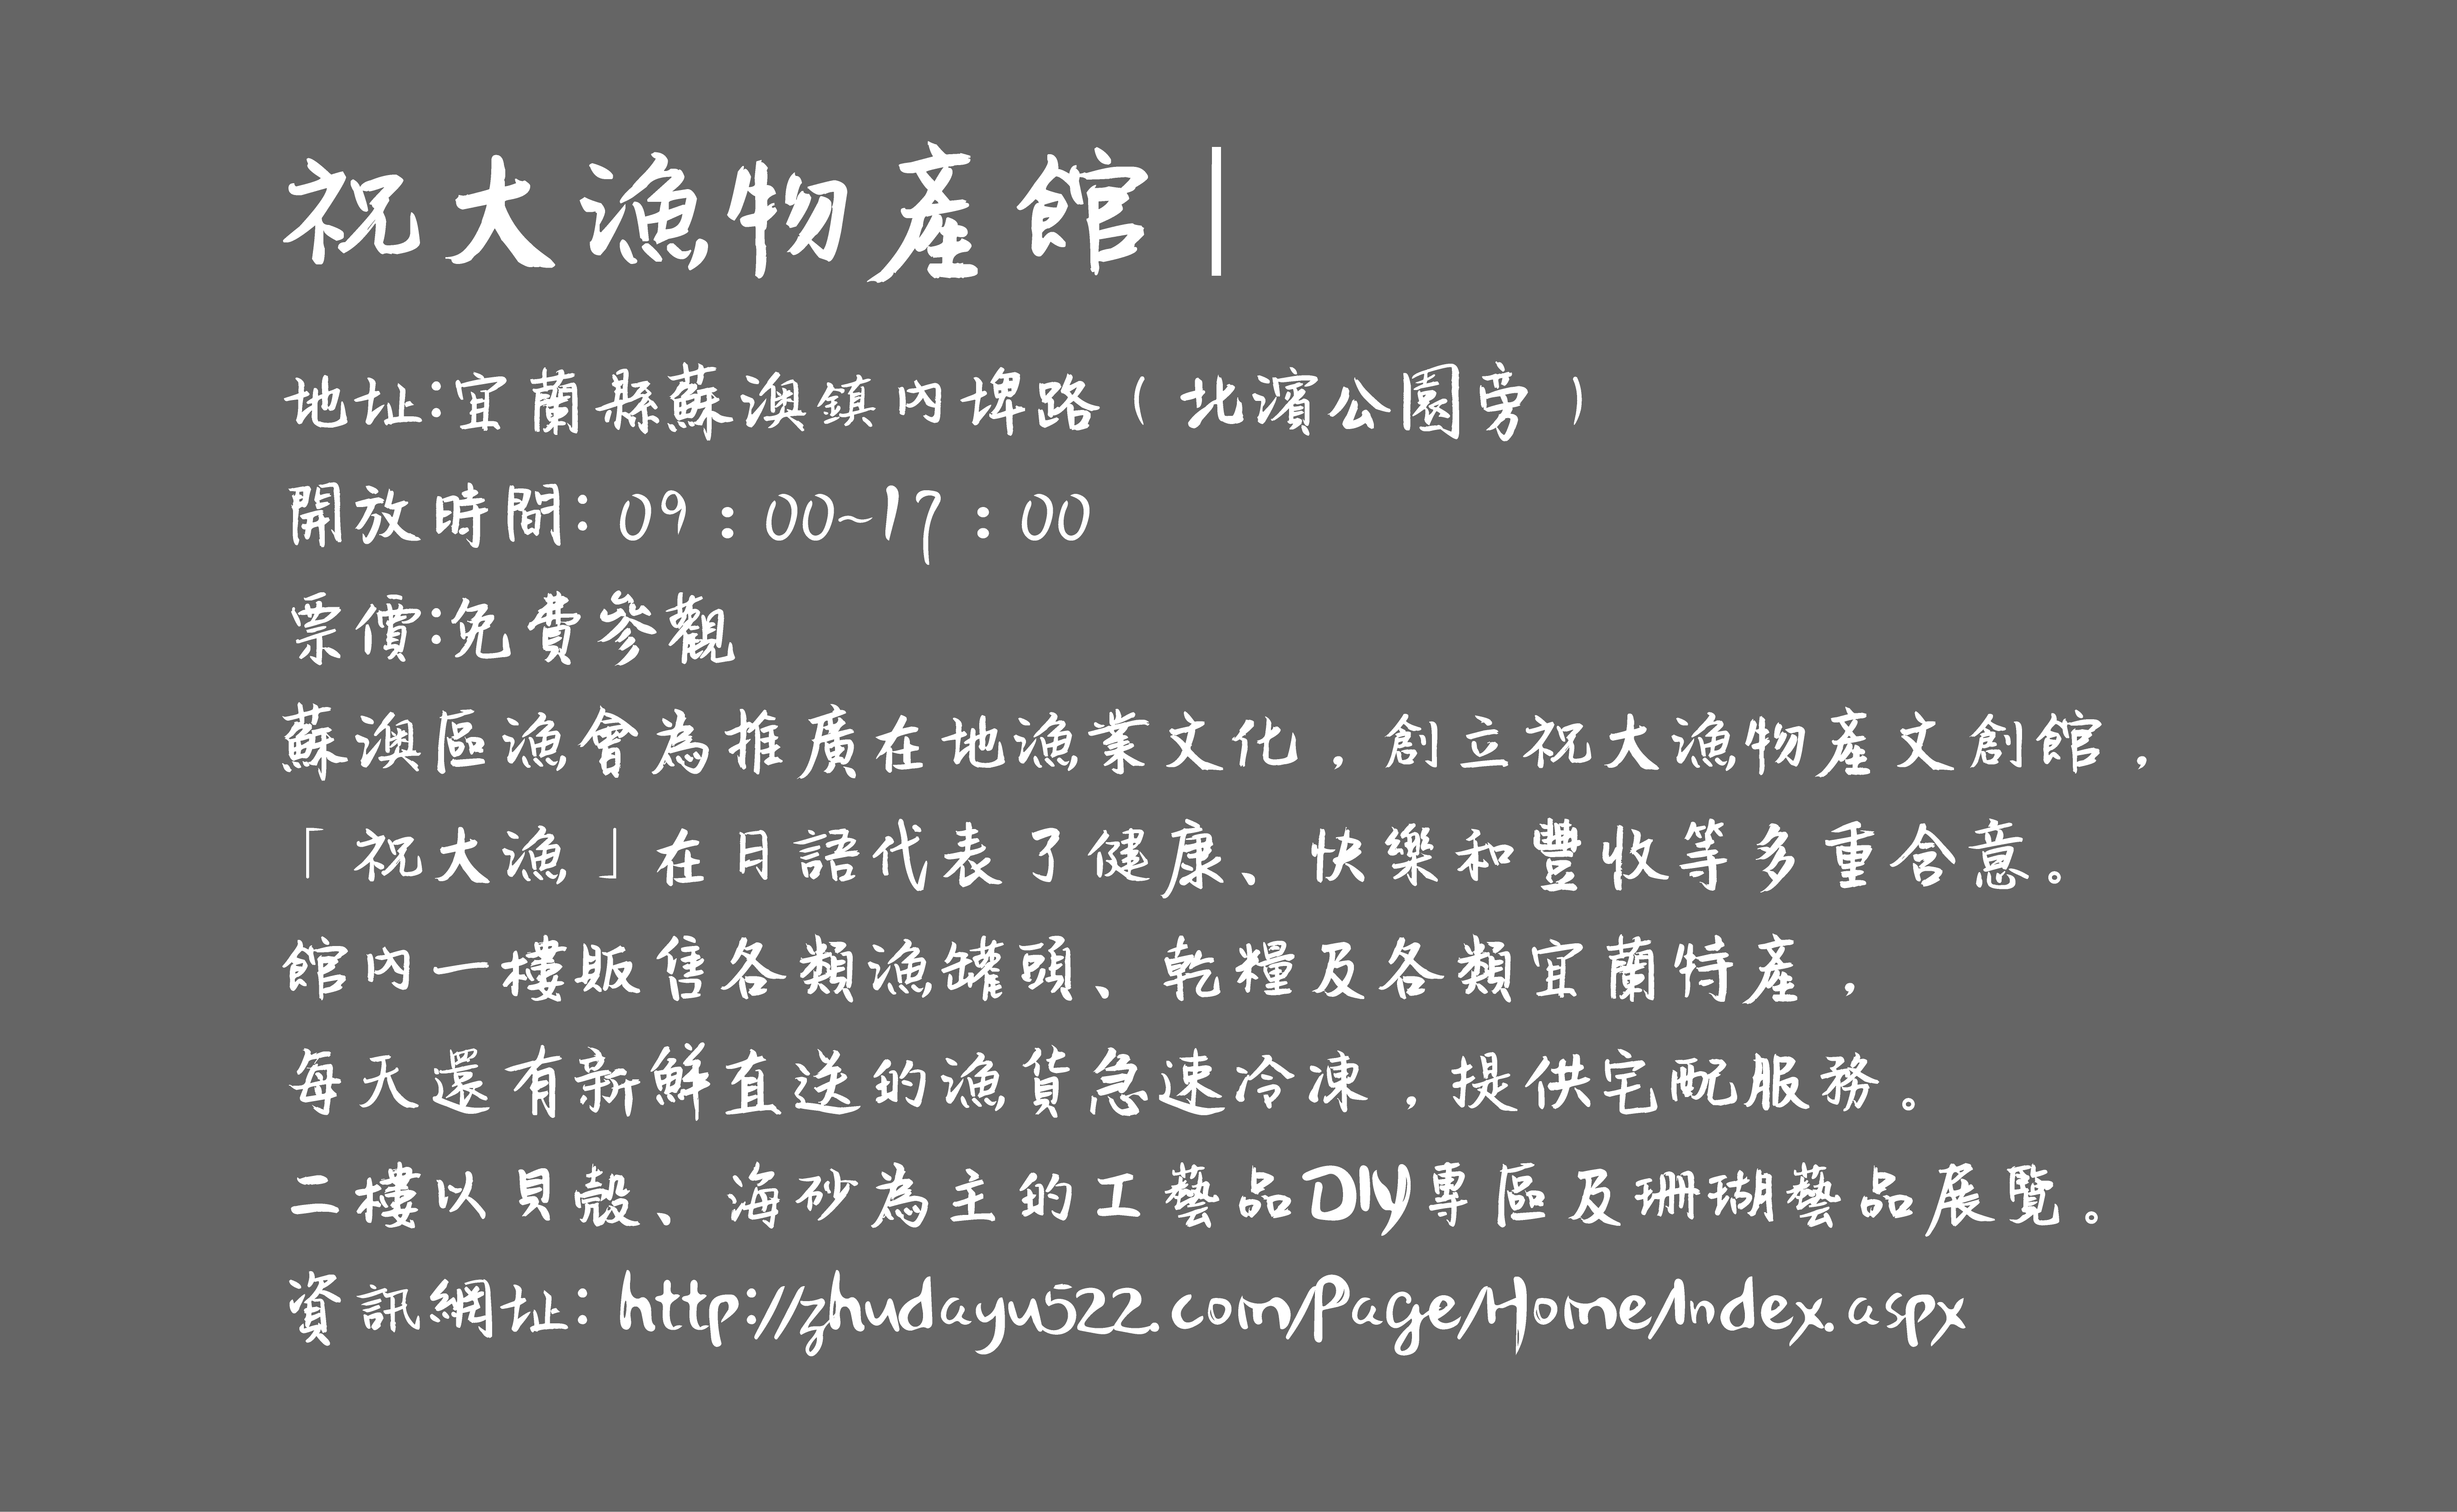 祝大漁物產館｜
地址:宜蘭縣蘇澳鎮內埤路（北濱公園旁）
開放時間：09：00～17：00
票價:免費參觀
蘇澳區漁會為推廣在地漁業文化，創立祝大漁物產文創館，
「祝大漁」在日語代表了健康、快樂和豐收等多重含意。
館內一樓販售各類漁罐頭、乾糧及各類宜蘭特產，
每天最有新鮮直送的漁貨急速冷凍，提供宅配服務。
二樓以貝殼、海砂為主的工藝品DIY專區及珊瑚藝品展覽。
資訊網址：http://zhudayu522.com/Page/Home/Index.aspx